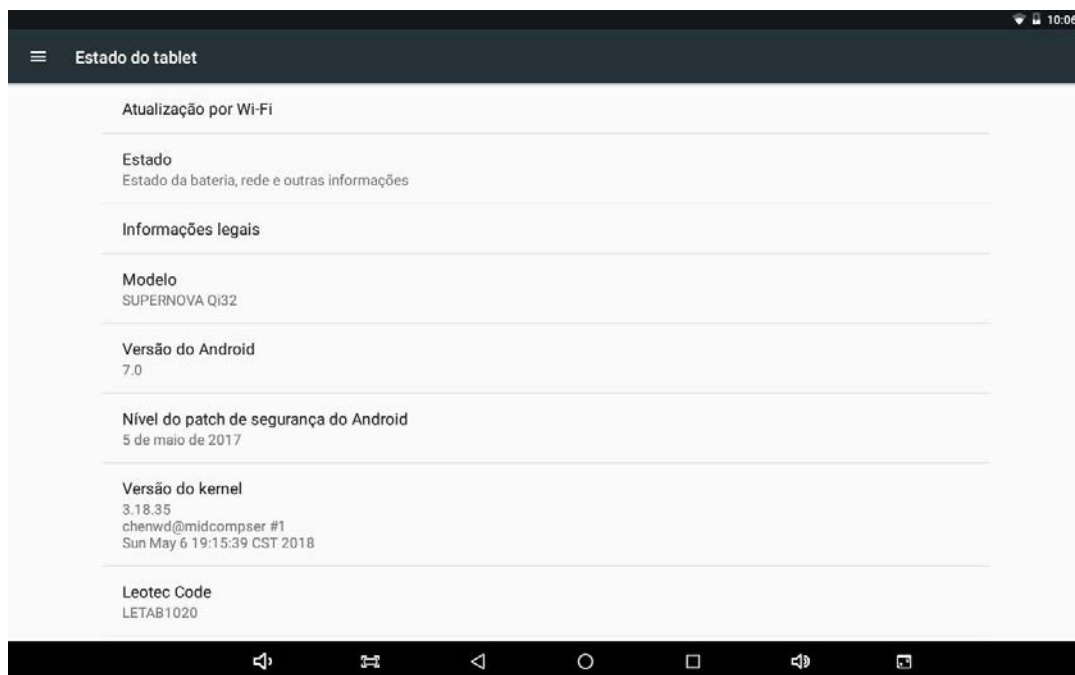 10:06
Estado do tablet
Atualização por Wi-Fi
Estado
Estado da bateria, rede e outras informações
Informações legais
Modelo
SUPERNOVA Qi32
Versão do Android
7.0
Nível do patch de segurança do Android
5 de maio de 2017
Versão do kernel
3.18.35
chenwd@midcompser #1
Sun May 6 19:15:39 CST 2018
Leotec Code
LETAB1020